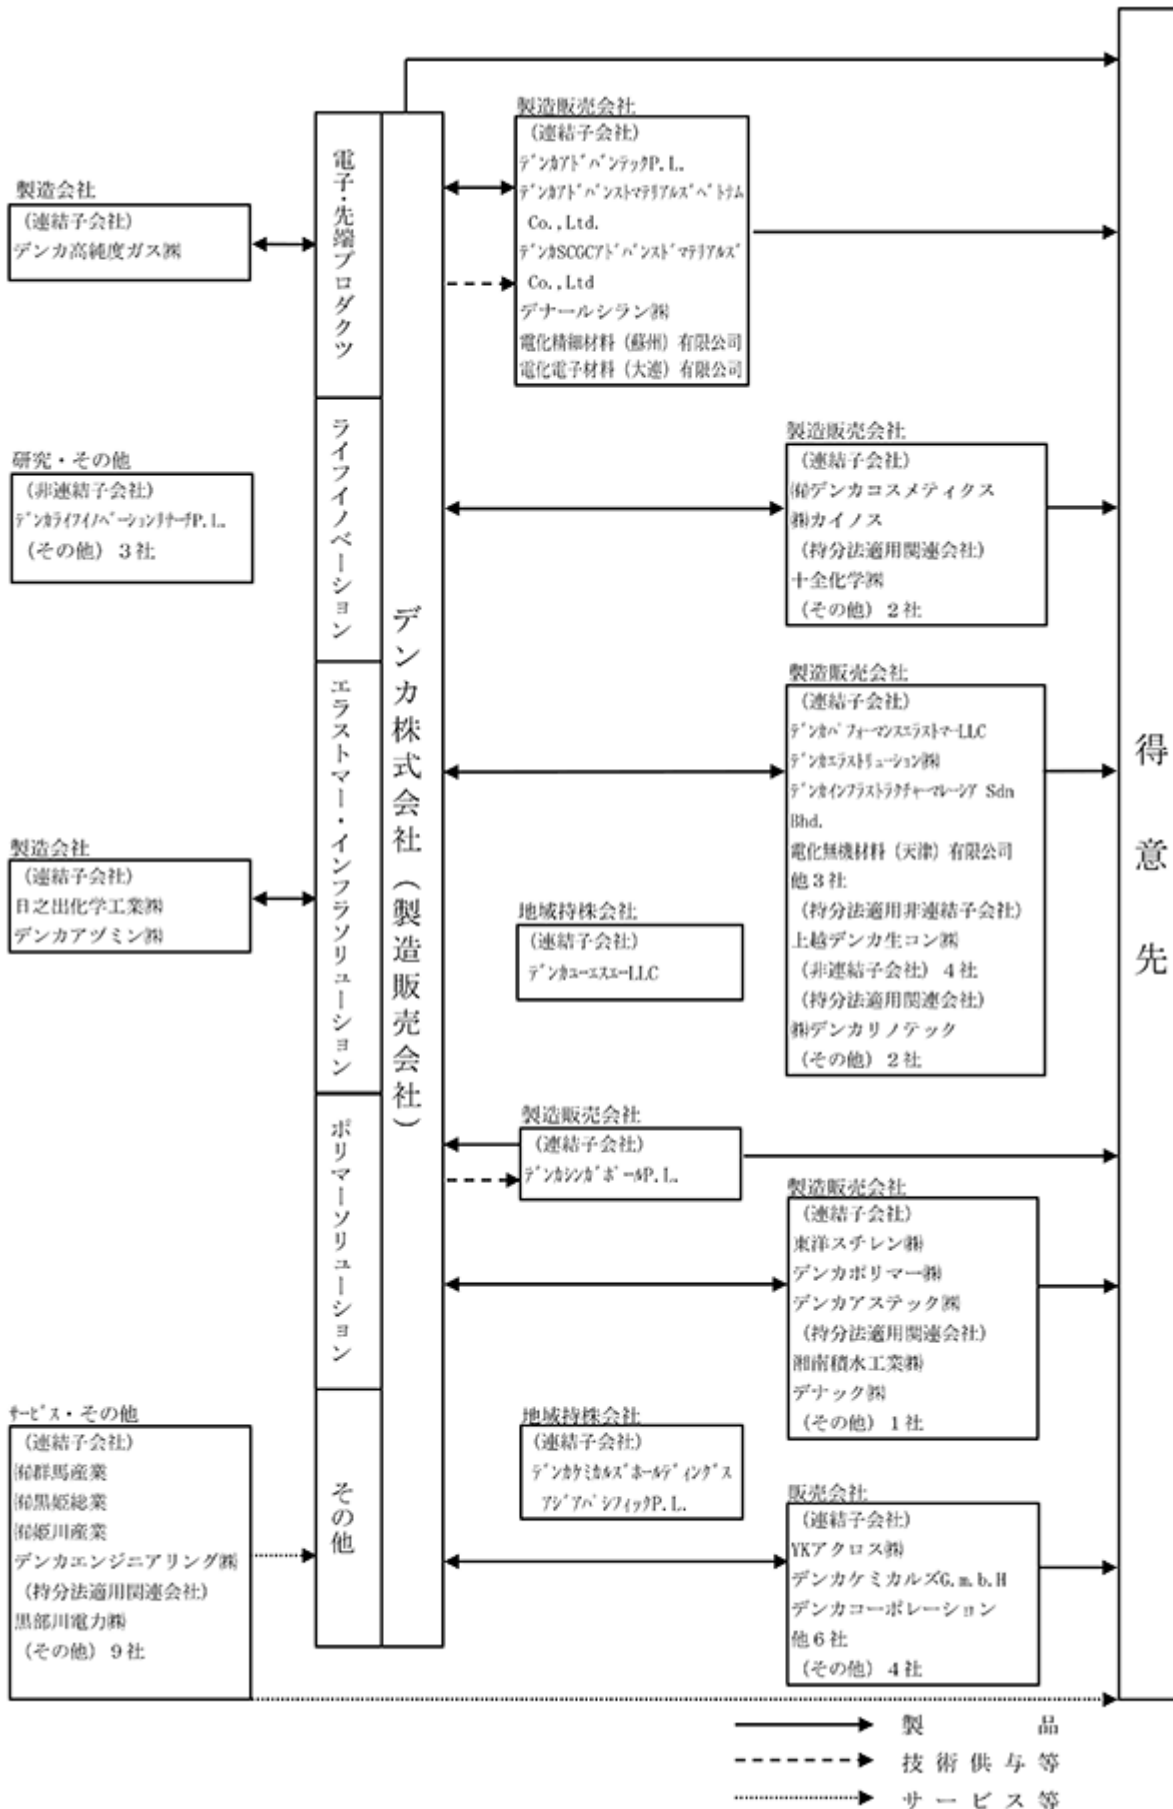 製造会社
(連結子会社)
デンカ高純度ガス㈱
研究・その他
(非連結子会社)
ﾃﾞﾝｶﾗｲﾌｲﾉﾍﾞｰｼｮﾝﾘｻｰﾁP.L.
(その他) 3社
製造会社
(連結子会社)
日之出化学工業㈱
デンカアヅミン㈱
ｻｰﾋﾞｽ・その他
(連結子会社)
㈲群馬産業
㈲黒姫総業
㈲姫川産業
デンカエンジニアリング㈱
(持分法適用関連会社)
黒部川電力㈱
(その他) 9社
電子・先端プロダクツ
ライフイノベーション
エラストマー・インフラソリューション
ポリマーソリューション
その他
デンカ株式会社(製造販売会社)
製造販売会社
(連結子会社)
ﾃﾞﾝｶｱﾄﾞﾊﾞﾝﾃｯｸP.L.
ﾃﾞﾝｶｱﾄﾞﾊﾞﾝｽﾄﾏﾃﾘｱﾙｽﾞﾍﾞﾄﾅﾑ
Co.,Ltd.
ﾃﾞﾝｶSCGCｱﾄﾞﾊﾞﾝｽﾄﾞﾏﾃﾘｱﾙｽﾞ
Co.,Ltd
デナールシラン㈱
電化精細材料(蘇州)有限公司
電化電子材料(大連)有限公司
製造販売会社
(連結子会社)
㈲デンカコスメティクス
㈱カイノス
(持分法適用関連会社)
十全化学㈱
(その他) 2社
製造販売会社
(連結子会社)
ﾃﾞﾝｶﾊﾟﾌｫｰﾏﾝｽｴﾗｽﾄﾏｰLLC
ﾃﾞﾝｶｴﾗｽﾄﾘｭｰｼｮﾝ㈱
ﾃﾞﾝｶｲﾝﾌﾗｽﾄﾗｸﾁｬｰﾏﾚｰｼｱ Sdn
Bhd.
電化無機材料(天津)有限公司
他3社
(持分法適用非連結子会社)
上越デンカ生コン㈱
(非連結子会社) 4社
(持分法適用関連会社)
㈱デンカリノテック
(その他) 2社
地域持株会社
(連結子会社)
ﾃﾞﾝｶﾕｰｴｽｴｰLLC
製造販売会社
(連結子会社)
ﾃﾞﾝｶｼﾝｶﾞﾎﾟｰﾙP.L.
製造販売会社
(連結子会社)
東洋スチレン㈱
デンカポリマー㈱
デンカアステック㈱
(持分法適用関連会社)
湘南積水工業㈱
デナック㈱
(その他) 1社
地域持株会社
(連結子会社)
ﾃﾞﾝｶｹﾐｶﾙｽﾞﾎｰﾙﾃﾞｨﾝｸﾞｽ
ｱｼﾞｱﾊﾟｼﾌｨｯｸP.L.
販売会社
(連結子会社)
YKアクロス㈱
デンカケミカルズG.m.b.H
デンカコーポレーション
他6社
(その他) 4社
得意先
製品
技術供与等
サービス等